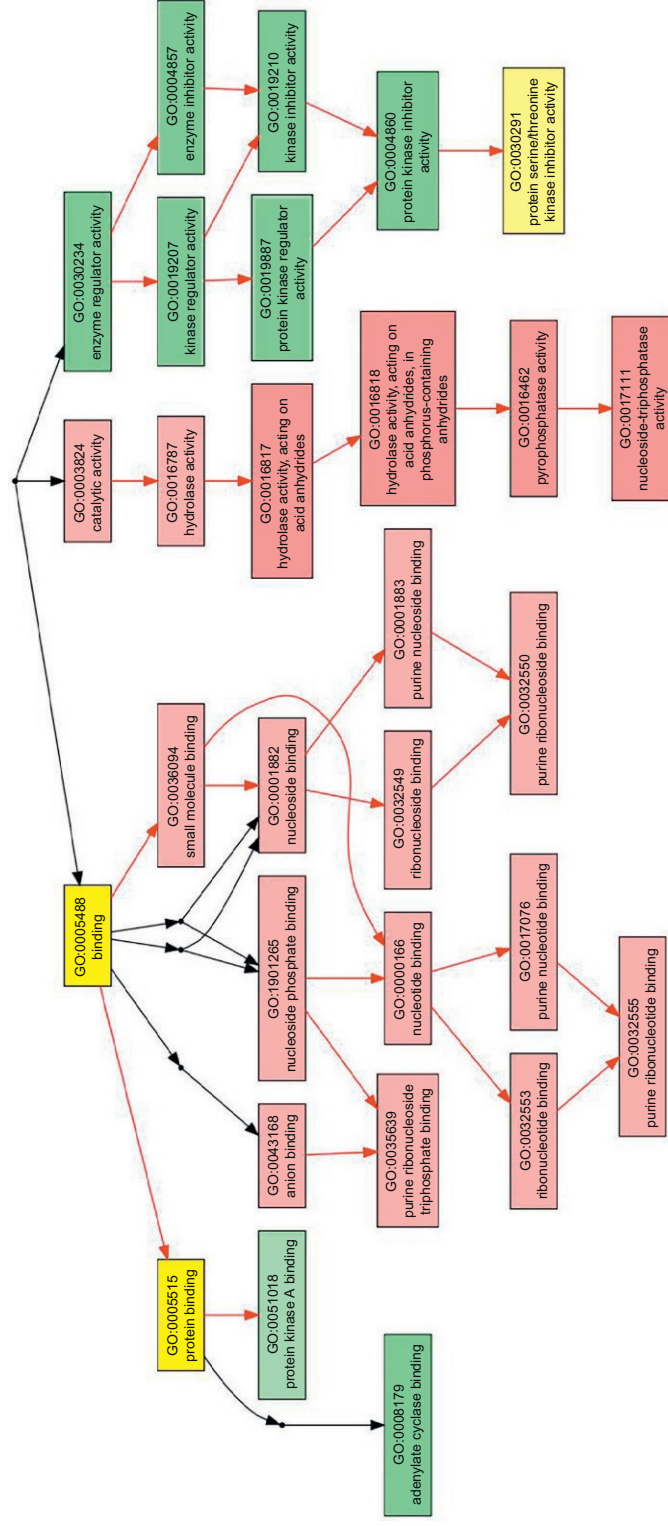 GO:0005488
binding
GO:0003824
catalytic activity
GO:0030234
enzyme regulator activity
GO:0005515
protein binding
GO:0036094
small molecule binding
GO:0016787
hydrolase activity
GO:0019207
kinase regulator activity
GO:0004857
enzyme inhibitor activity
GO:0051018
protein kinase A binding
GO:0043168
anion binding
GO:1901265
nucleoside phosphate binding
GO:0001882
nucleoside binding
GO:0016817
hydrolase activity, acting on
acid anhydrides
GO:0019887
protein kinase regulator
activity
GO:0019210
kinase inhibitor activity
GO:0008179
adenylate cyclase binding
GO:0035639
purine ribonucleoside
triphosphate binding
GO:0000166
nucleotide binding
GO:0032549
ribonucleoside binding
GO:0001883
purine nucleoside binding
GO:0016818
hydrolase activity, acting on
acid anhydrides, in
phosphorus-containing
anhydrides
GO:0004860
protein kinase inhibitor
activity
GO:0032553
ribonucleotide binding
GO:0017076
purine nucleotide binding
GO:0032550
purine ribonucleoside binding
GO:0016462
pyrophosphatase activity
GO:0030291
protein serine/threonine
kinase inhibitor activity
GO:0032555
purine ribonucleotide binding
GO:0017111
nucleoside-triphosphatase
activity